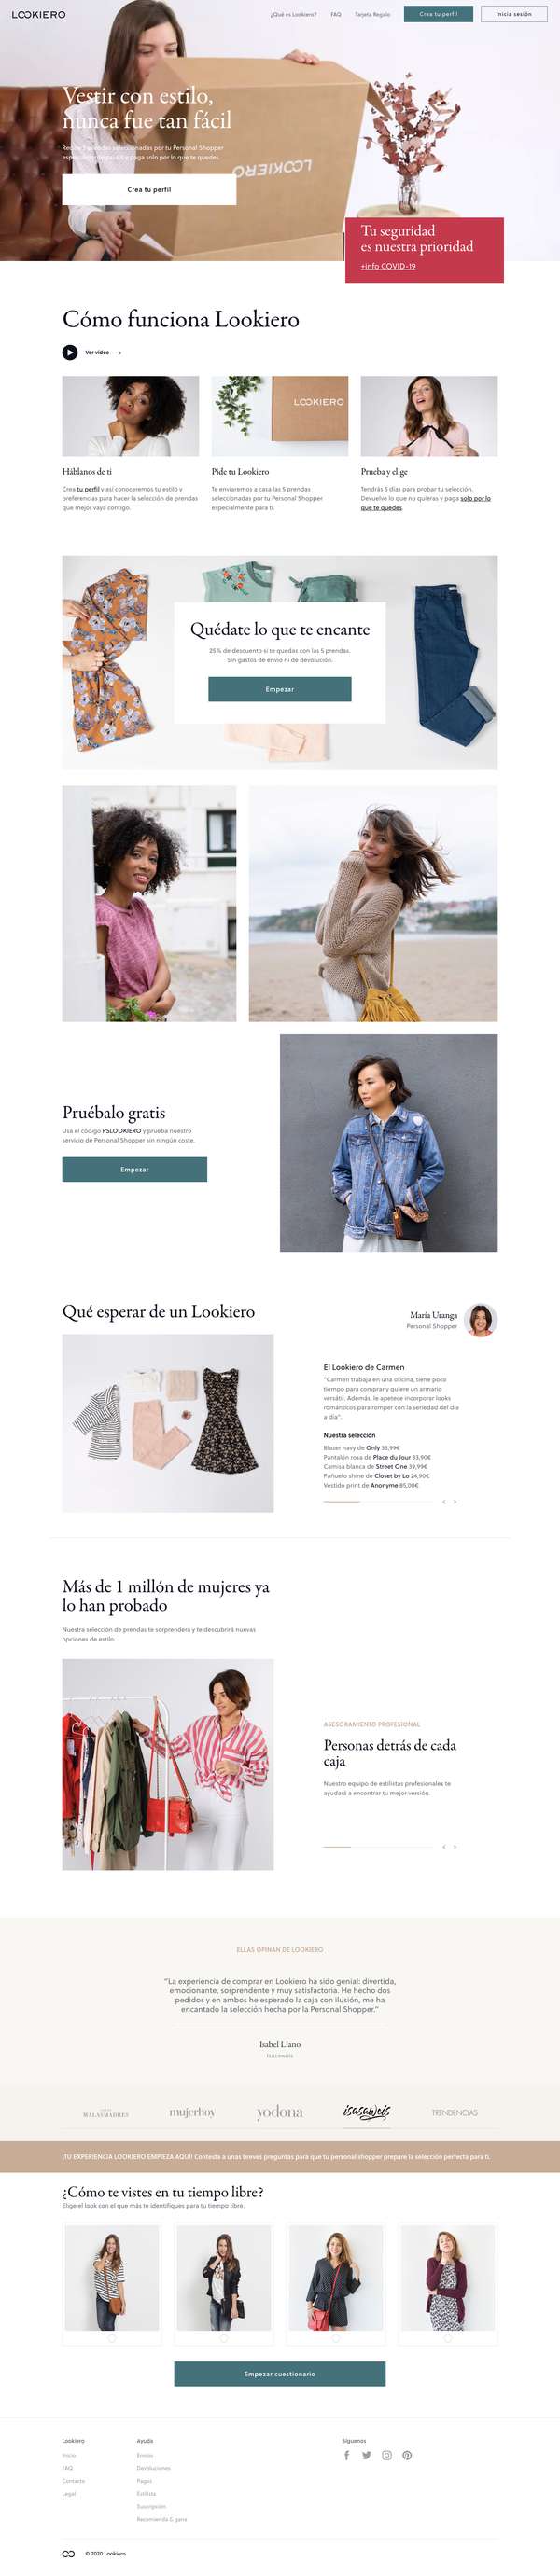 LOOKIERO
¿Qué es Lookiero?
FAQ
Tarjeta Regalo
Crea tu perfil
Inicia sesión
Vestir con estilo,
nunca fue tan fácil
seleccionadas por tu Personal Shopper
y paga solo por lo que te quedes.
Crea tu perfil
LOOKIERO
Tu seguridad
es nuestra prioridad
+info COVID-19
Cómo funciona Lookiero
Ver vídeo
LOOKIERO
Háblanos de ti
Crea tu perfil y así conoceremos tu estilo y
preferencias para hacer la selección de prendas
que mejor vaya contigo.
Pide tu Lookiero
Te enviaremos a casa las 5 prendas
seleccionadas por tu Personal Shopper
especialmente para ti.
Prueba y elige
Tendrás 5 días para probar tu selección.
Devuelve lo que no quieras y paga solo por lo
que te quedes.
Quédate lo que te encante
25% de descuento si te quedas con las 5 prendas.
Sin gastos de envío ni de devolución.
Empezar
Pruébalo gratis
Usa el código PSLOOKIERO y prueba nuestro
servicio de Personal Shopper sin ningún coste.
Empezar
Qué esperar de un Lookiero
María Uranga
Personal Shopper
El Lookiero de Carmen
"Carmen trabaja en una oficina, tiene poco
tiempo para comprar y quiere un armario
versátil. Además, le apetece incorporar looks
románticos para romper con la seriedad del día
a día".
Nuestra selección
Blazer navy de Only 35,99€
Pantalón rosa de Place du Jour 33,90€
Camisa blanca de Street One 39,99€
Pañuelo shine de Closet by Lo 24,90€
Vestido print de Anonyme 85,00€
Más de 1 millón de mujeres ya
lo han probado
Nuestra selección de prendas te sorprenderá y te descubrirá nuevas
opciones de estilo.
ASESORAMIENTO PROFESIONAL
Personas detrás de cada
caja
Nuestro equipo de estilistas profesionales te
ayudará a encontrar tu mejor versión.
ELLAS OPINAN DE LOOKIERO
"La experiencia de comprar en Lookiero ha sido genial: divertida,
emocionante, sorprendente y muy satisfactoria. He hecho dos
pedidos y en ambos he esperado la caja con ilusión, me ha
encantado la selección hecha por la Personal Shopper."
Isabel Llano
Isasaweis
MALASMADRES
mujerhoy
yodona
isasaweis
TRENDENCIAS
¡TU EXPERIENCIA LOOKIERO EMPIEZA AQUÍ! Contesta a unas breves preguntas para que tu personal shopper prepare la selección perfecta para ti.
¿Cómo te vistes en tu tiempo libre?
Elige el look con el que más te identifiques para tu tiempo libre.
Empezar cuestionario
Lookiero
Inicio
FAQ
Contacto
Legal
Ayuda
Envíos
Devoluciones
Pagos
Estilista
Suscripción
Recomienda & gana
Síguenos
© 2020 Lookiero